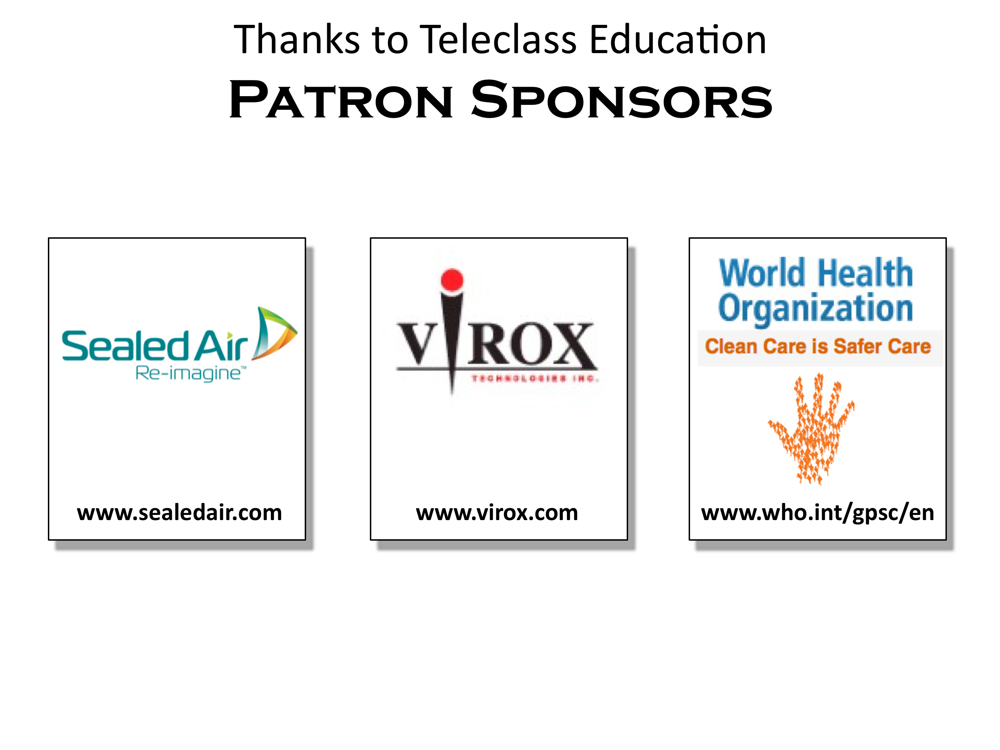 Thanks to Teleclass Education
PATRON SPONSORS
Sealed Air
Re-imagine™
www.sealedair.com
VIROX
TECHNOLOGIES INC.
www.virox.com
World Health
Organization
Clean Care is Safer Care
www.who.int/gpsc/en